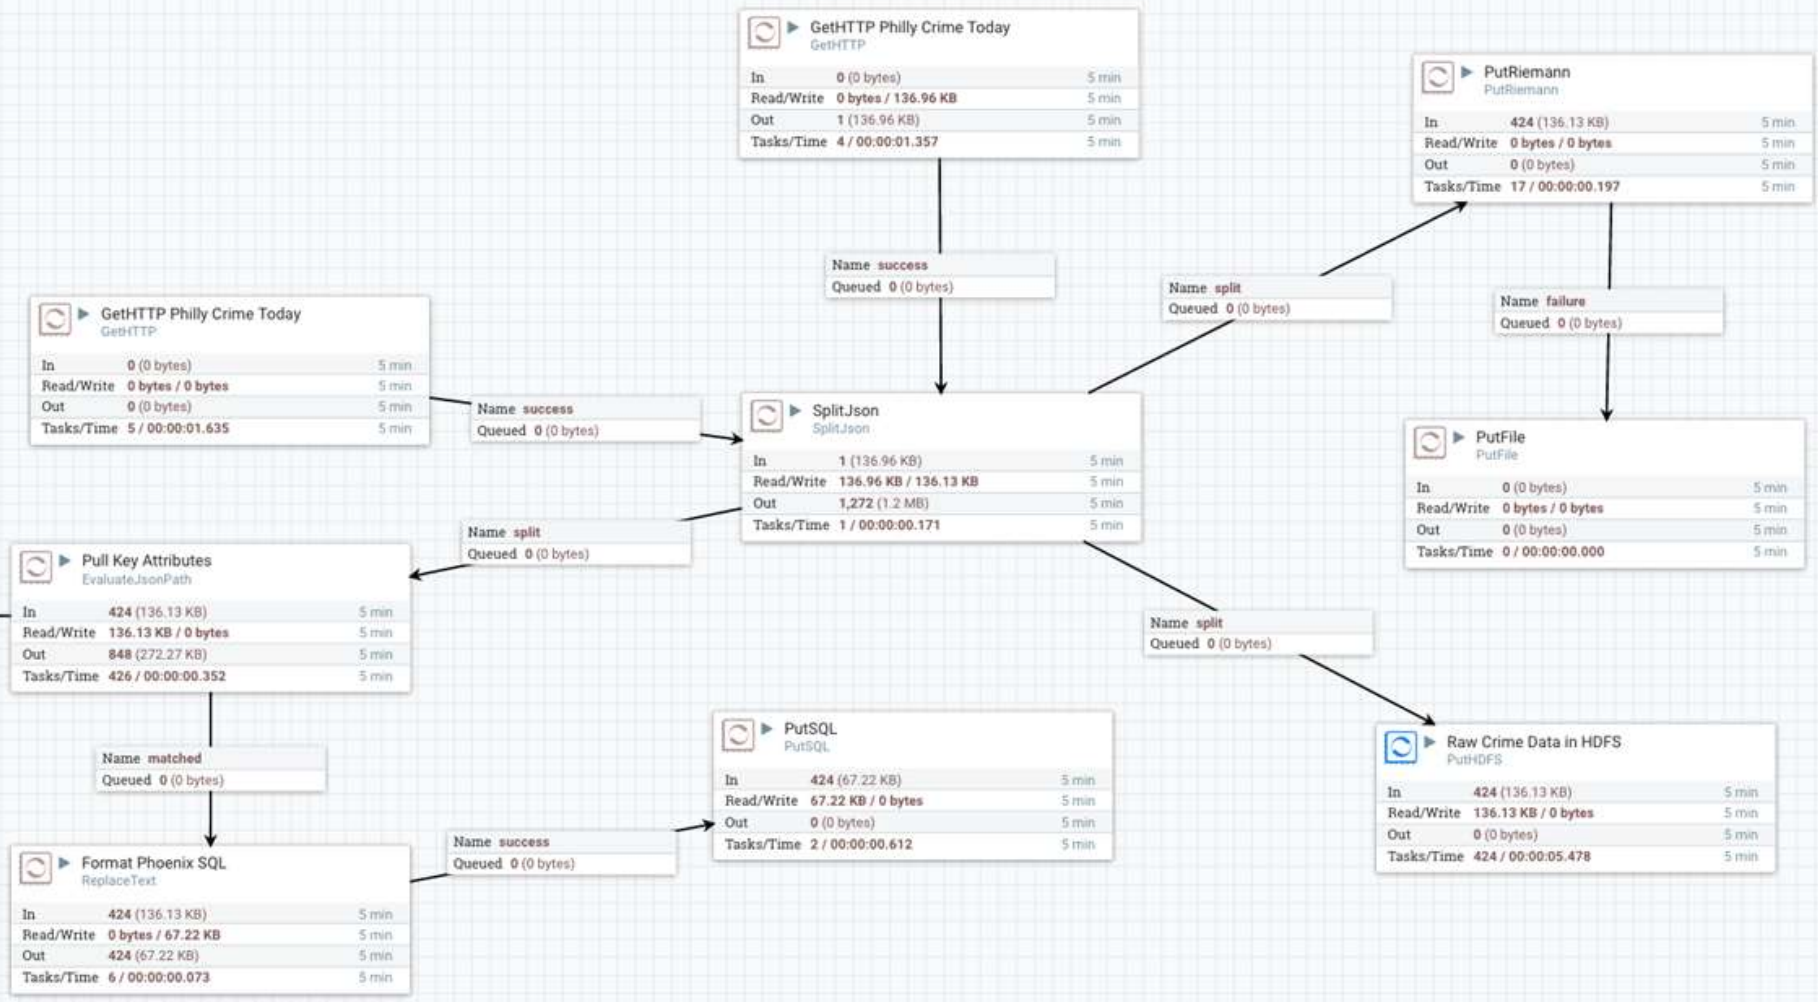 GetHTTP Philly Crime Today
GetHTTP
In 0 (0 bytes) 5 min
Read/Write 0 bytes / 136.96 KB 5 min
Out 1 (136.96 KB) 5 min
Tasks/Time 4 / 00:00:01.357 5 min
PutRiemann
PutRiemann
In 424 (136.13 KB) 5 min
Read/Write 0 bytes / 0 bytes 5 min
Out 0 (0 bytes) 5 min
Tasks/Time 17 / 00:00:00.197 5 min
Name success
Queued 0 (0 bytes)
Name split
Queued 0 (0 bytes)
Name failure
Queued 0 (0 bytes)
GetHTTP Philly Crime Today
GetHTTP
In 0 (0 bytes) 5 min
Read/Write 0 bytes / 0 bytes 5 min
Out 0 (0 bytes) 5 min
Tasks/Time 5 / 00:00:01.635 5 min
Name success
Queued 0 (0 bytes)
SplitJson
SplitJson
In 1 (136.96 KB) 5 min
Read/Write 136.96 KB / 136.13 KB 5 min
Out 1,272 (1.2 MB) 5 min
Tasks/Time 1 / 00:00:00.171 5 min
PutFile
PutFile
In 0 (0 bytes) 5 min
Read/Write 0 bytes / 0 bytes 5 min
Out 0 (0 bytes) 5 min
Tasks/Time 0 / 00:00:00.000 5 min
Name split
Queued 0 (0 bytes)
Pull Key Attributes
EvaluateJsonPath
In 424 (136.13 KB) 5 min
Read/Write 136.13 KB / 0 bytes 5 min
Out 848 (272.27 KB) 5 min
Tasks/Time 426 / 00:00:00.352 5 min
Name split
Queued 0 (0 bytes)
Name matched
Queued 0 (0 bytes)
PutSQL
PutSQL
In 424 (67.22 KB) 5 min
Read/Write 67.22 KB / 0 bytes 5 min
Out 0 (0 bytes) 5 min
Tasks/Time 2 / 00:00:00.612 5 min
Raw Crime Data in HDFS
PutHDFS
In 424 (136.13 KB) 5 min
Read/Write 136.13 KB / 0 bytes 5 min
Out 0 (0 bytes) 5 min
Tasks/Time 424 / 00:00:05.478 5 min
Name success
Queued 0 (0 bytes)
Format Phoenix SQL
ReplaceText
In 424 (136.13 KB) 5 min
Read/Write 0 bytes / 67.22 KB 5 min
Out 424 (67.22 KB) 5 min
Tasks/Time 6 / 00:00:00.073 5 min